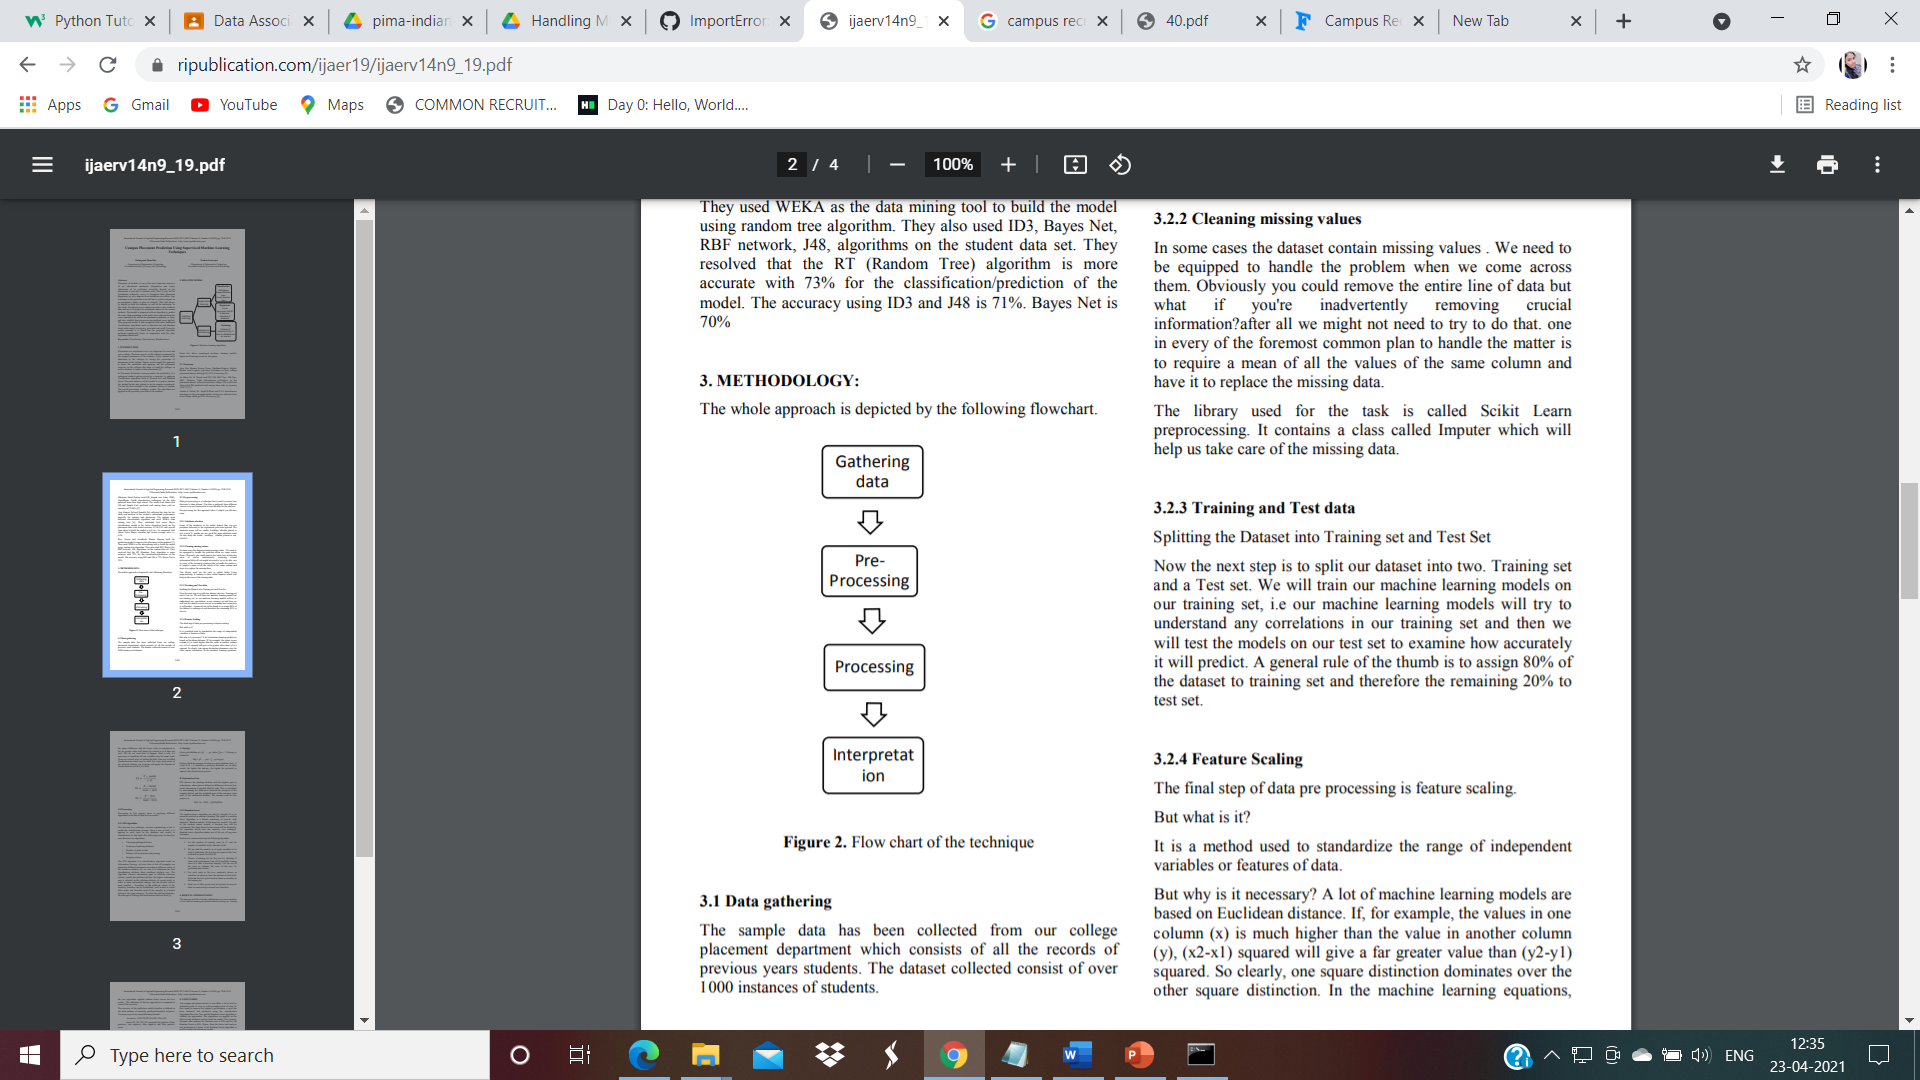 Python Tuto
Data Associ
pima-indian
Handling M
ImportError
ijaerv14n9_1
campus recr
40.pdf
Campus Rec
New Tab
ripublication.com/ijaer19/ijaerv14n9_19.pdf
Apps
Gmail
YouTube
Maps
COMMON RECRUIT...
Day 0: Hello, World....
Reading list
ijaerv14n9_19.pdf
2 / 4
100%
1
2
3
They used WEKA as the data mining tool to build the model
using random tree algorithm. They also used ID3, Bayes Net,
RBF network, J48, algorithms on the student data set. They
resolved that the RT (Random Tree) algorithm is more
accurate with 73% for the classification/prediction of the
model. The accuracy using ID3 and J48 is 71%. Bayes Net is
70%
3. METHODOLOGY:
The whole approach is depicted by the following flowchart.
Gathering
data
Pre-
Processing
Processing
Interpretat
ion
Figure 2. Flow chart of the technique
3.1 Data gathering
The sample data has been collected from our college
placement department which consists of all the records of
previous years students. The dataset collected consist of over
1000 instances of students.
3.2.2 Cleaning missing values
In some cases the dataset contain missing values . We need to
be equipped to handle the problem when we come across
them. Obviously you could remove the entire line of data but
what if you're inadvertently removing crucial
information?after all we might not need to try to do that. one
in every of the foremost common plan to handle the matter is
to require a mean of all the values of the same column and
have it to replace the missing data.
The library used for the task is called Scikit Learn
preprocessing. It contains a class called Imputer which will
help us take care of the missing data.
3.2.3 Training and Test data
Splitting the Dataset into Training set and Test Set
Now the next step is to split our dataset into two. Training set
and a Test set. We will train our machine learning models on
our training set, i.e our machine learning models will try to
understand any correlations in our training set and then we
will test the models on our test set to examine how accurately
it will predict. A general rule of the thumb is to assign 80% of
the dataset to training set and therefore the remaining 20% to
test set.
3.2.4 Feature Scaling
The final step of data pre processing is feature scaling.
But what is it?
It is a method used to standardize the range of independent
variables or features of data.
But why is it necessary? A lot of machine learning models are
based on Euclidean distance. If, for example, the values in one
column (x) is much higher than the value in another column
(y), (x2-x1) squared will give a far greater value than (y2-y1)
squared. So clearly, one square distinction dominates over the
other square distinction. In the machine learning equations,
Type here to search
ENG
12:35
23-04-2021